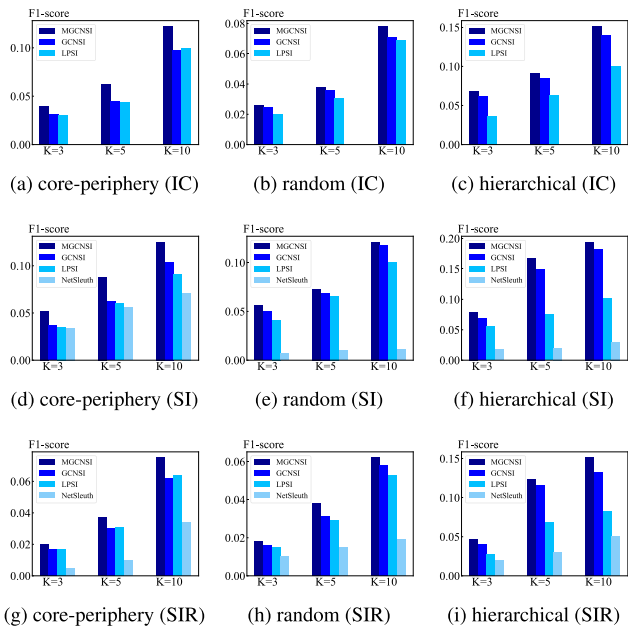 F1-score
MGCNSI
GCNSI
LPSI
0.10
0.05
0.00
K=3 K=5 K=10
(a) core-periphery (IC)
F1-score
0.08
MGCNSI
GCNSI
LPSI
0.06
0.04
0.02
0.00
K=3 K=5 K=10
(b) random (IC)
F1-score
0.15
MGCNSI
GCNSI
LPSI
0.10
0.05
0.00
K=3 K=5 K=10
(c) hierarchical (IC)
F1-score
MGCNSI
GCNSI
LPSI
NetSleuth
0.10
0.05
0.00
K=3 K=5 K=10
(d) core-periphery (SI)
F1-score
MGCNSI
GCNSI
LPSI
NetSleuth
0.10
0.05
0.00
K=3 K=5 K=10
(e) random (SI)
F1-score
0.20
MGCNSI
GCNSI
LPSI
NetSleuth
0.15
0.10
0.05
0.00
K=3 K=5 K=10
(f) hierarchical (SI)
F1-score
MGCNSI
GCNSI
LPSI
NetSleuth
0.06
0.04
0.02
0.00
K=3 K=5 K=10
(g) core-periphery (SIR)
F1-score
0.06
MGCNSI
GCNSI
LPSI
NetSleuth
0.04
0.02
0.00
K=3 K=5 K=10
(h) random (SIR)
F1-score
0.15
MGCNSI
GCNSI
LPSI
NetSleuth
0.10
0.05
0.00
K=3 K=5 K=10
(i) hierarchical (SIR)